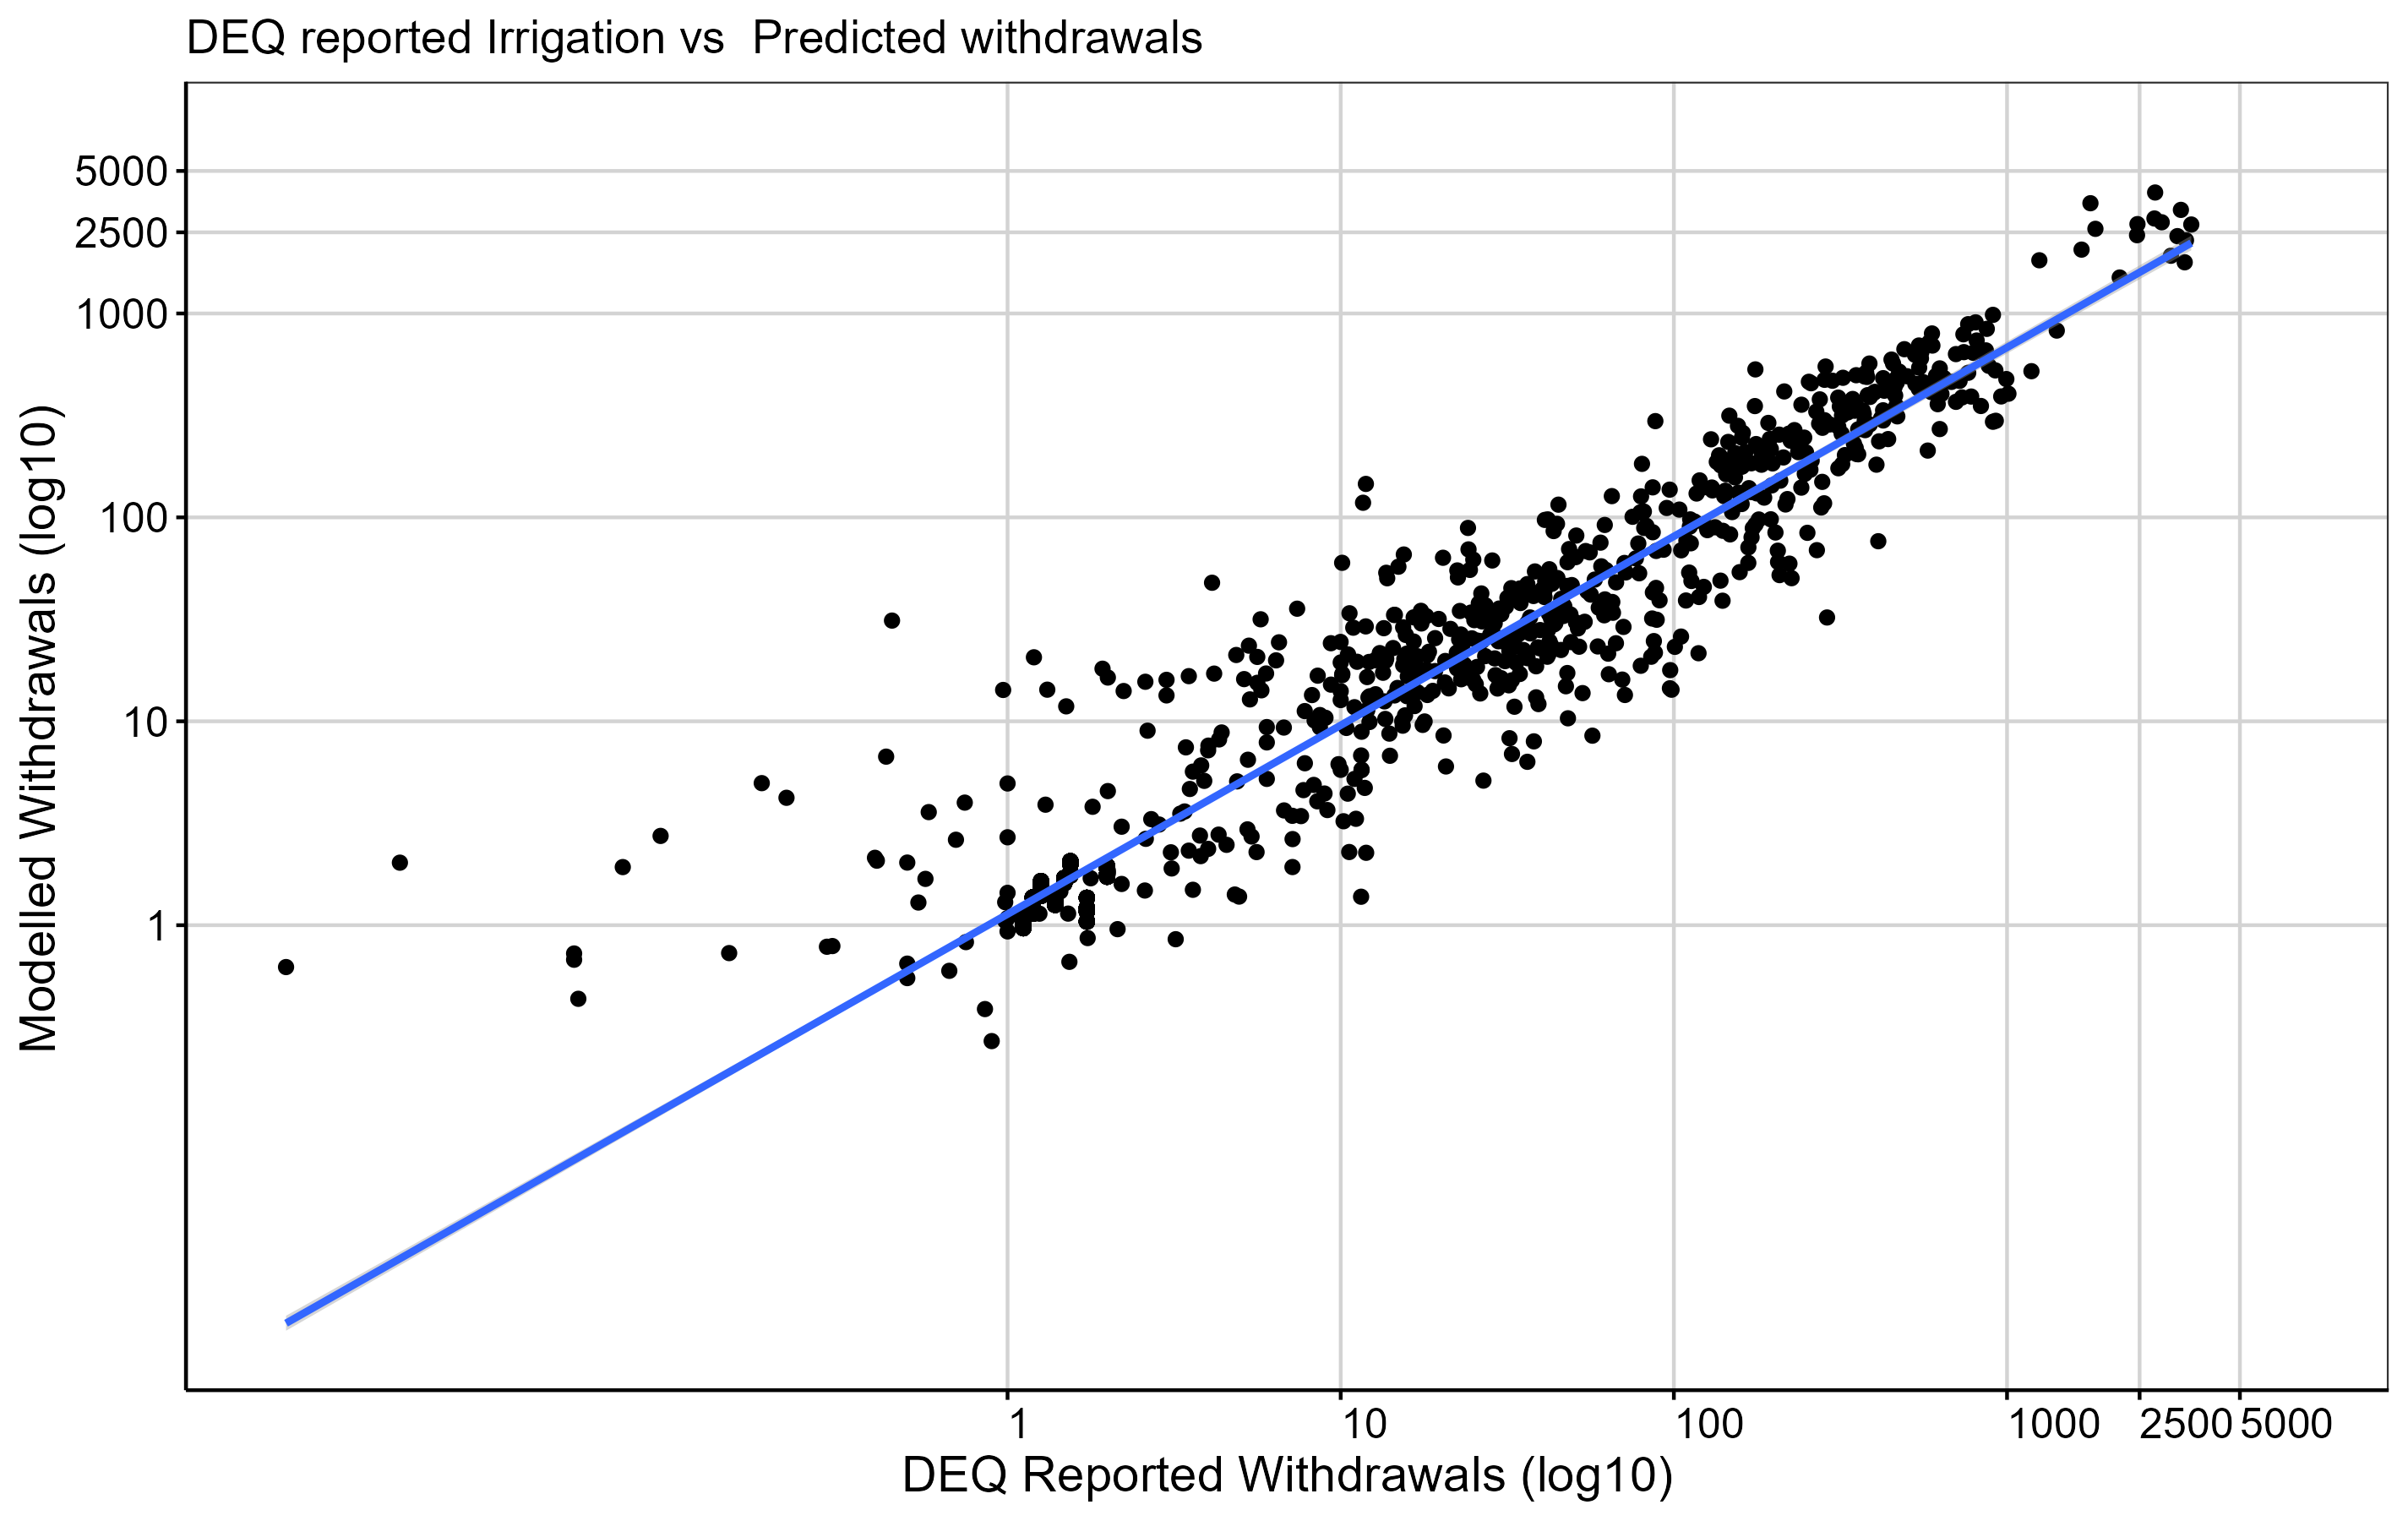 DEQ reported Irrigation vs  Predicted withdrawals
5000
2500
1000
100
10
1
Modelled Withdrawals (log10)
1 10 100 1000 2500 5000
DEQ Reported Withdrawals (log10)